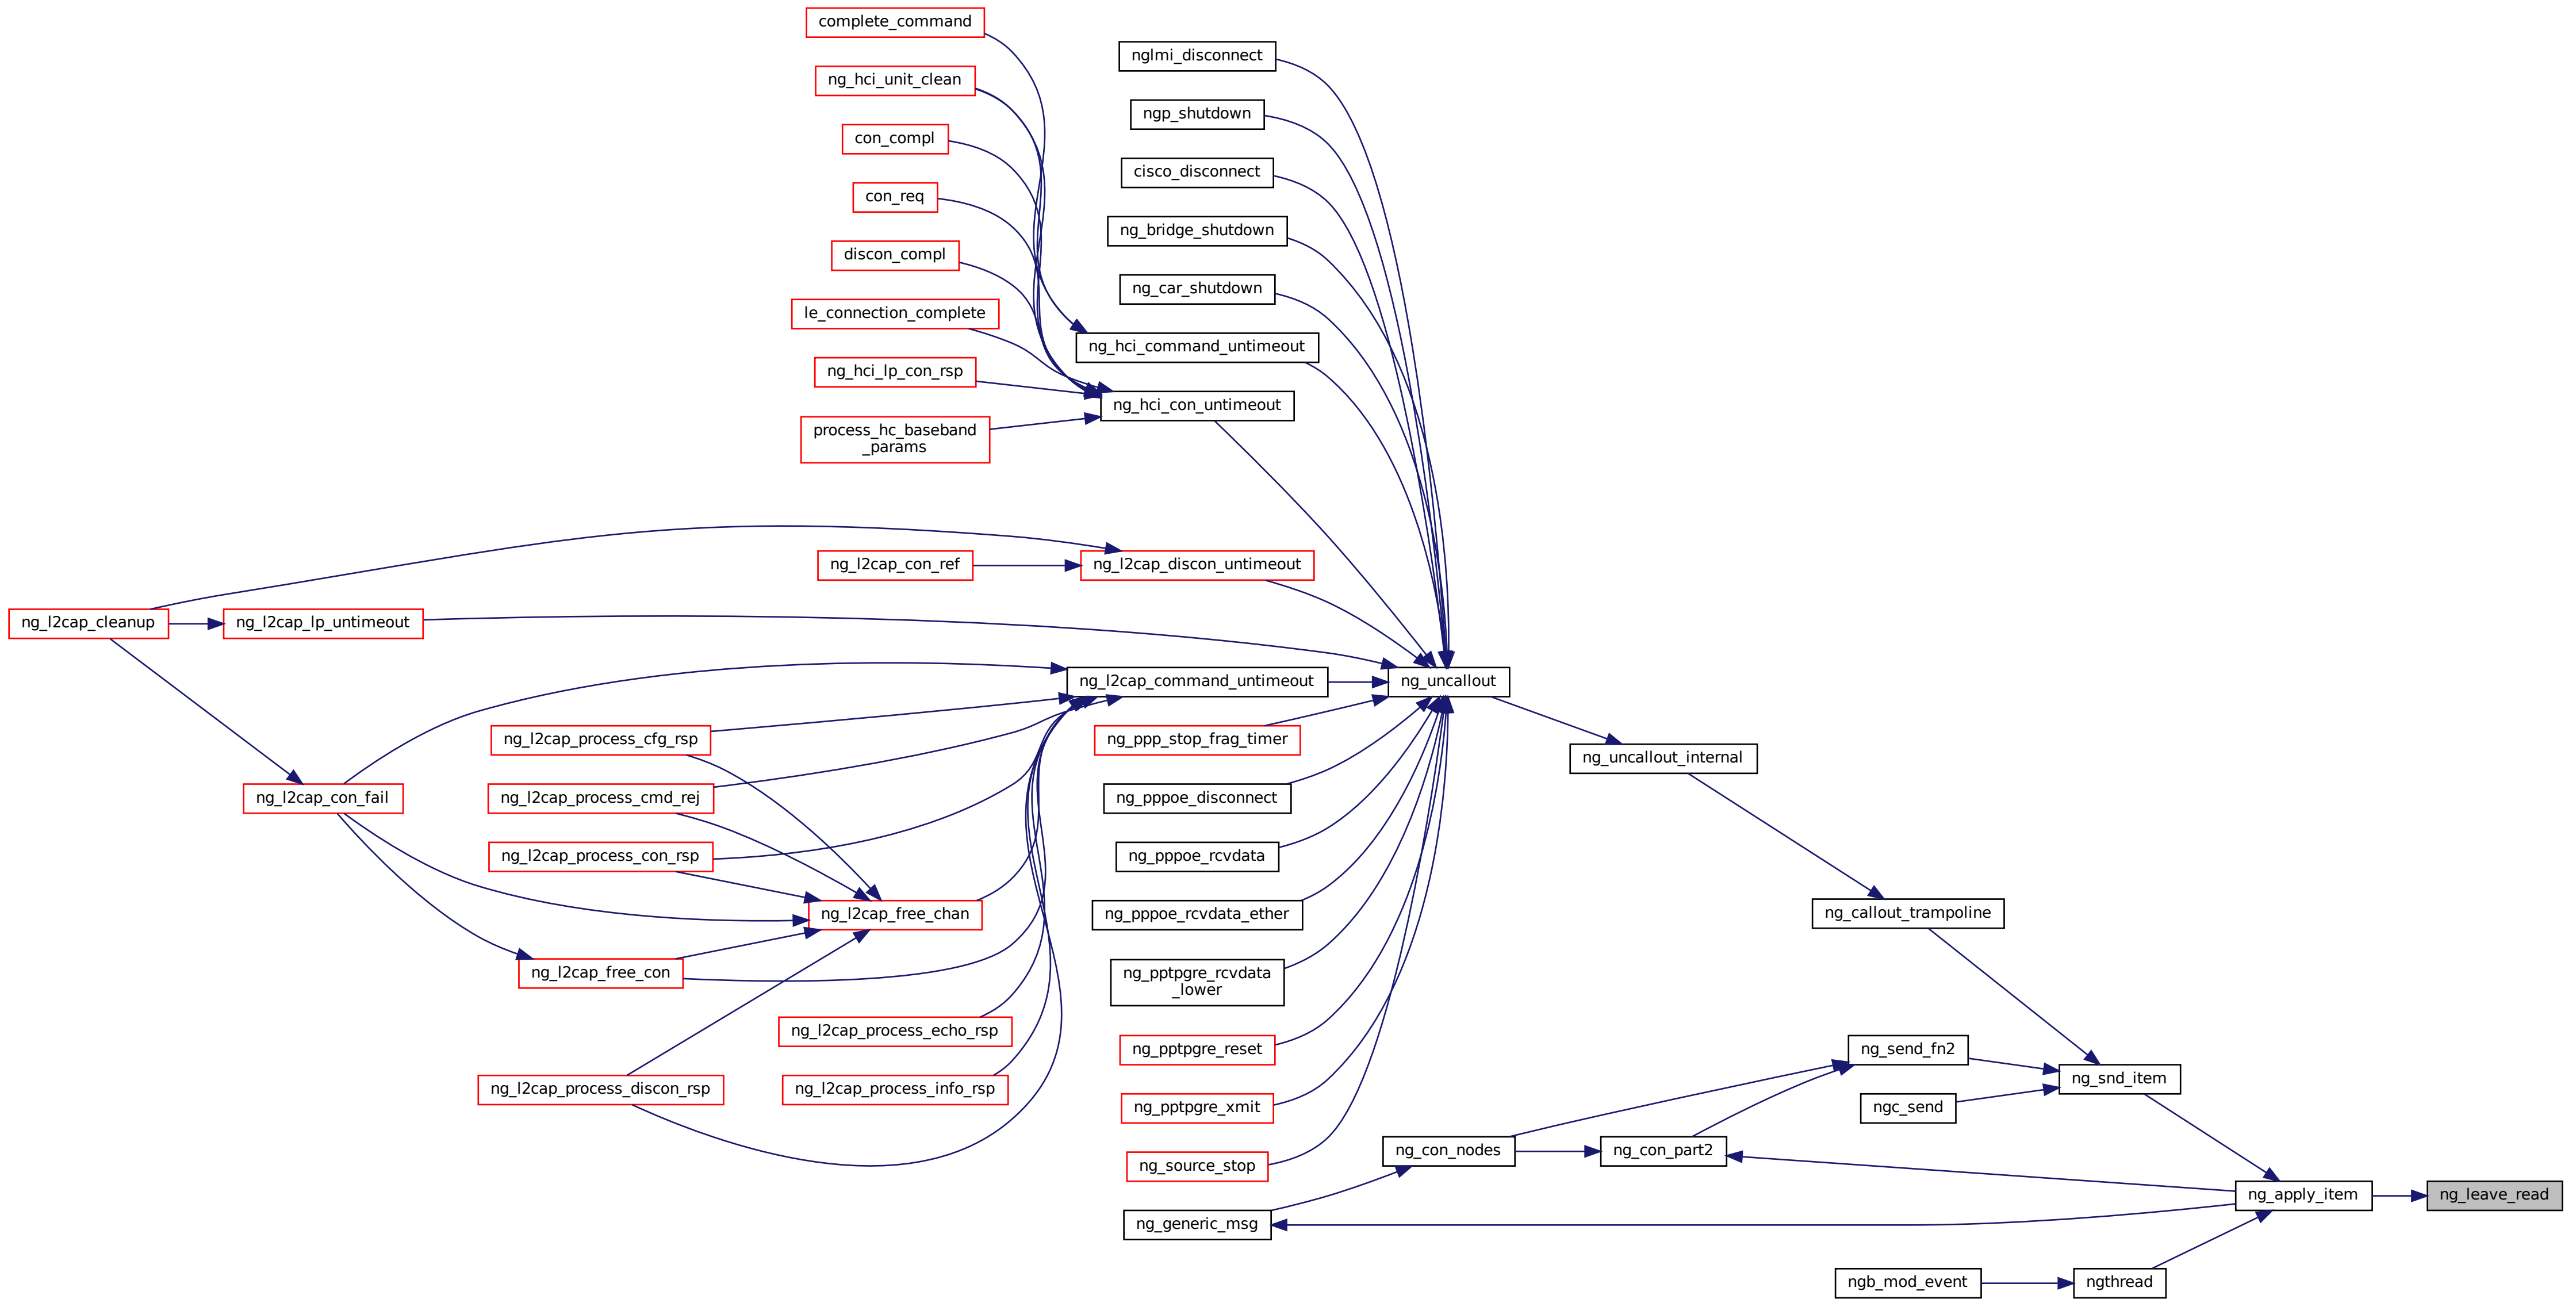 complete_command
ng_hci_unit_clean
con_compl
con_req
discon_compl
le_connection_complete
ng_hci_lp_con_rsp
process_hc_baseband
_params
nglmi_disconnect
ngp_shutdown
cisco_disconnect
ng_bridge_shutdown
ng_car_shutdown
ng_hci_command_untimeout
ng_hci_con_untimeout
ng_l2cap_con_ref
ng_l2cap_discon_untimeout
ng_l2cap_cleanup
ng_l2cap_lp_untimeout
ng_l2cap_command_untimeout
ng_uncallout
ng_l2cap_process_cfg_rsp
ng_ppp_stop_frag_timer
ng_uncallout_internal
ng_l2cap_con_fail
ng_l2cap_process_cmd_rej
ng_pppoe_disconnect
ng_l2cap_process_con_rsp
ng_pppoe_rcvdata
ng_l2cap_free_chan
ng_pppoe_rcvdata_ether
ng_callout_trampoline
ng_l2cap_free_con
ng_pptpgre_rcvdata
_lower
ng_l2cap_process_echo_rsp
ng_pptpgre_reset
ng_send_fn2
ng_snd_item
ng_l2cap_process_discon_rsp
ng_l2cap_process_info_rsp
ng_pptpgre_xmit
ngc_send
ng_source_stop
ng_con_nodes
ng_con_part2
ng_apply_item
ng_leave_read
ng_generic_msg
ngb_mod_event
ngthread